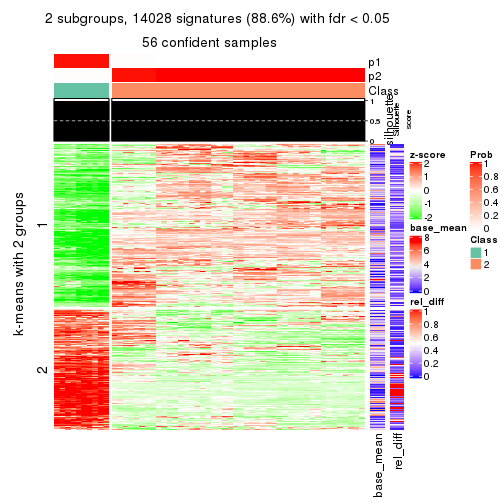 2 subgroups, 14028 signatures (88.6%) with fdr < 0.05
56 confident samples
p1
p2
Class
1
0.5
0
silhouette
Silhouette
score
k-means with 2 groups
1
2
base_mean
rel_diff
z-score
2
1
0
-1
-2
base_mean
8
6
4
2
0
rel_diff
1
0.8
0.6
0.4
0.2
0
Prob
1
0.8
0.6
0.4
0.2
0
Class
1
2